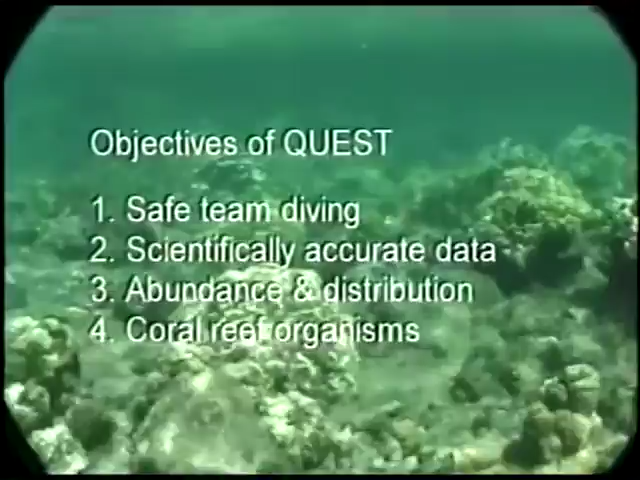 Objectives of QUEST
1. Safe team diving
2. Scientifically accurate data
3. Abundance & distribution
4. Coral reef organisms